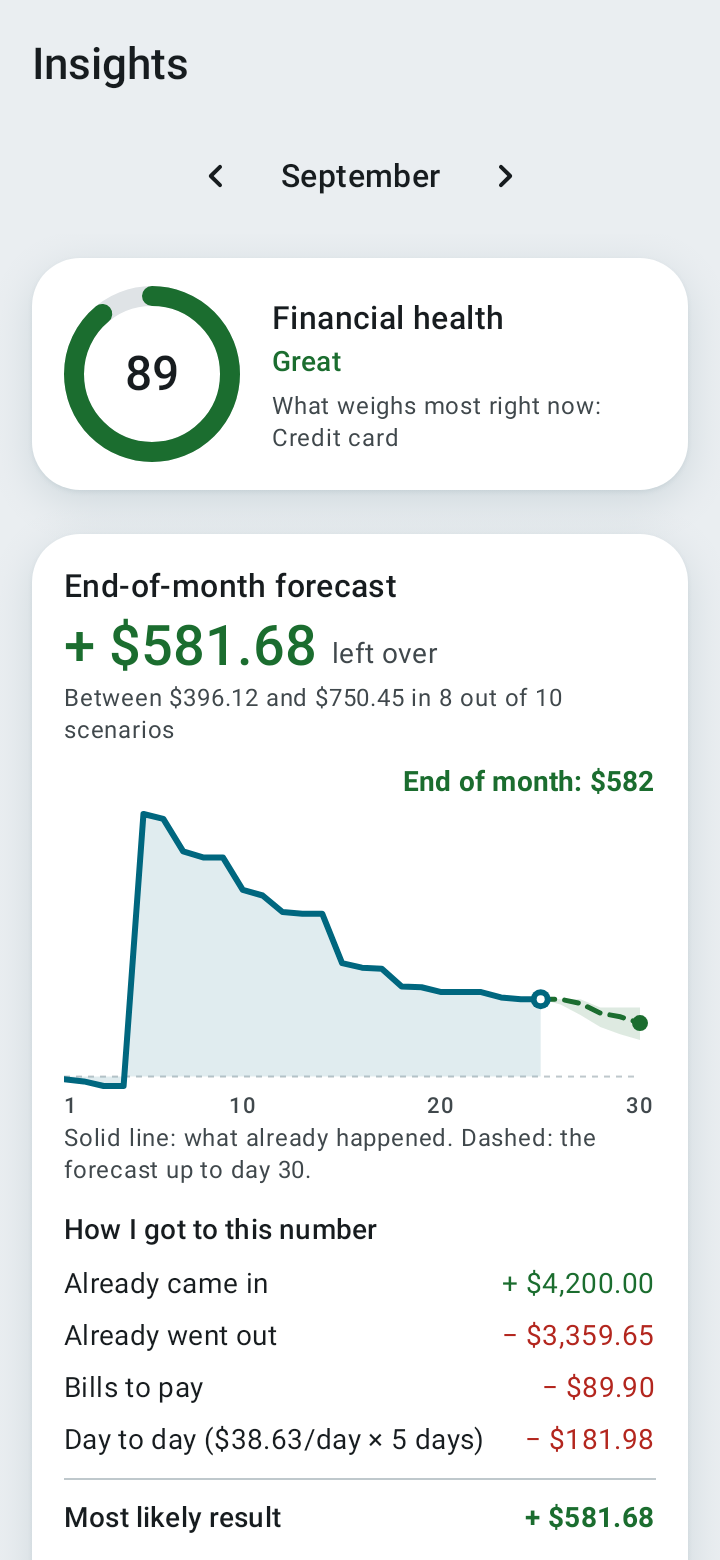 Insights
September
89
Financial health
Great
What weighs most right now:
Credit card
End-of-month forecast
+ $581.68 left over
Between $396.12 and $750.45 in 8 out of 10
scenarios
End of month: $582
1 10 20 30
Solid line: what already happened. Dashed: the
forecast up to day 30.
How I got to this number
Already came in + $4,200.00
Already went out − $3,359.65
Bills to pay − $89.90
Day to day ($38.63/day × 5 days) − $181.98
Most likely result + $581.68